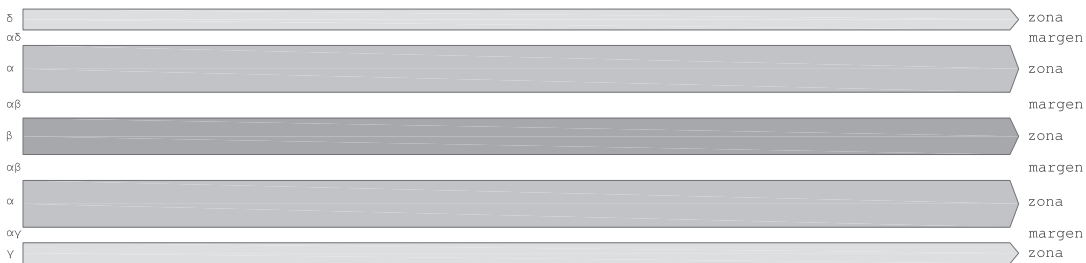 δ zona
αδ margen
α zona
αβ margen
β zona
αβ margen
α zona
αγ margen
γ zona